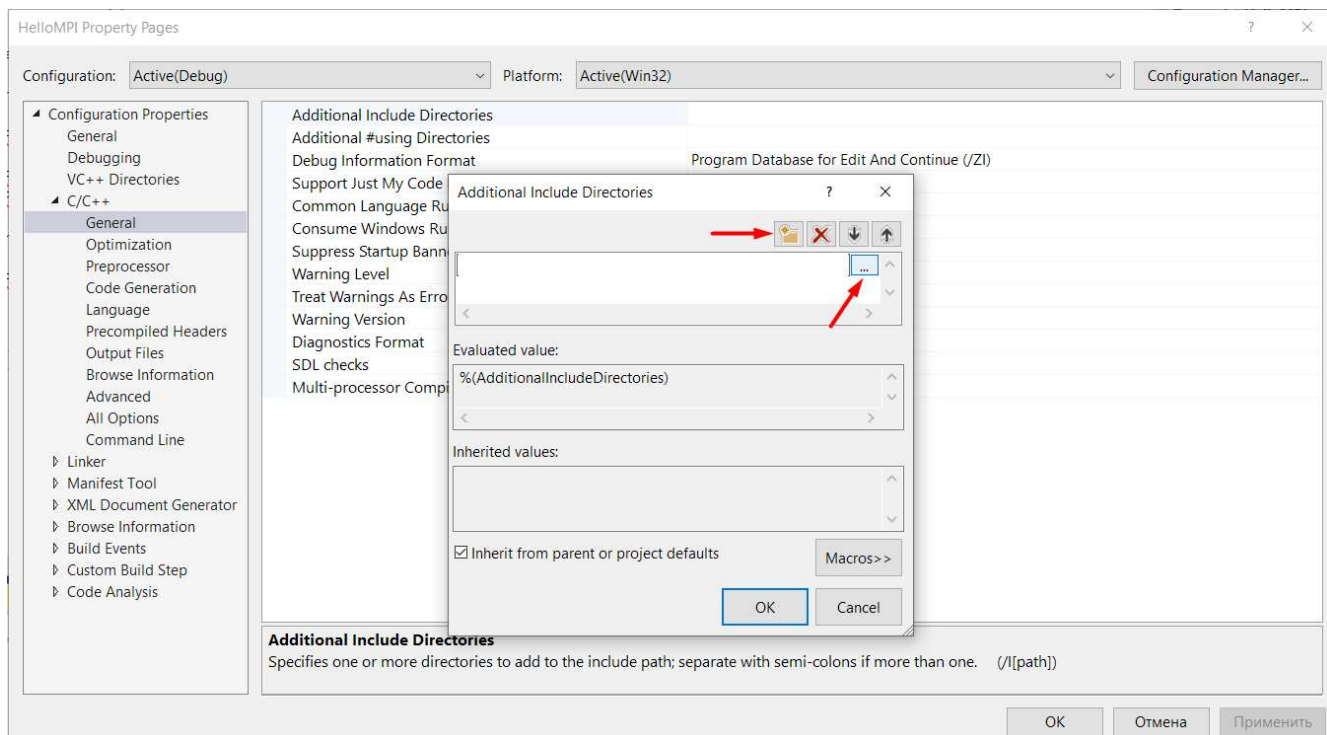 HelloMPI Property Pages
?
Configuration: Active(Debug) Platform: Active(Win32) Configuration Manager...
Configuration Properties
General
Debugging
VC++ Directories
C/C++
General
Optimization
Preprocessor
Code Generation
Language
Precompiled Headers
Output Files
Browse Information
Advanced
All Options
Command Line
Linker
Manifest Tool
XML Document Generator
Browse Information
Build Events
Custom Build Step
Code Analysis
Additional Include Directories
Additional #using Directories
Debug Information Format Program Database for Edit And Continue (/ZI)
Support Just My Code
Common Language Ru
Consume Windows Ru
Suppress Startup Bann
Warning Level
Treat Warnings As Erro
Warning Version
Diagnostics Format
SDL checks
Multi-processor Compi
Additional Include Directories ?
...
Evaluated value:
%(AdditionalIncludeDirectories)
Inherited values:
Inherit from parent or project defaults
Macros>>
OK Cancel
Additional Include Directories
Specifies one or more directories to add to the include path; separate with semi-colons if more than one. (/I[path])
OK Отмена Применить